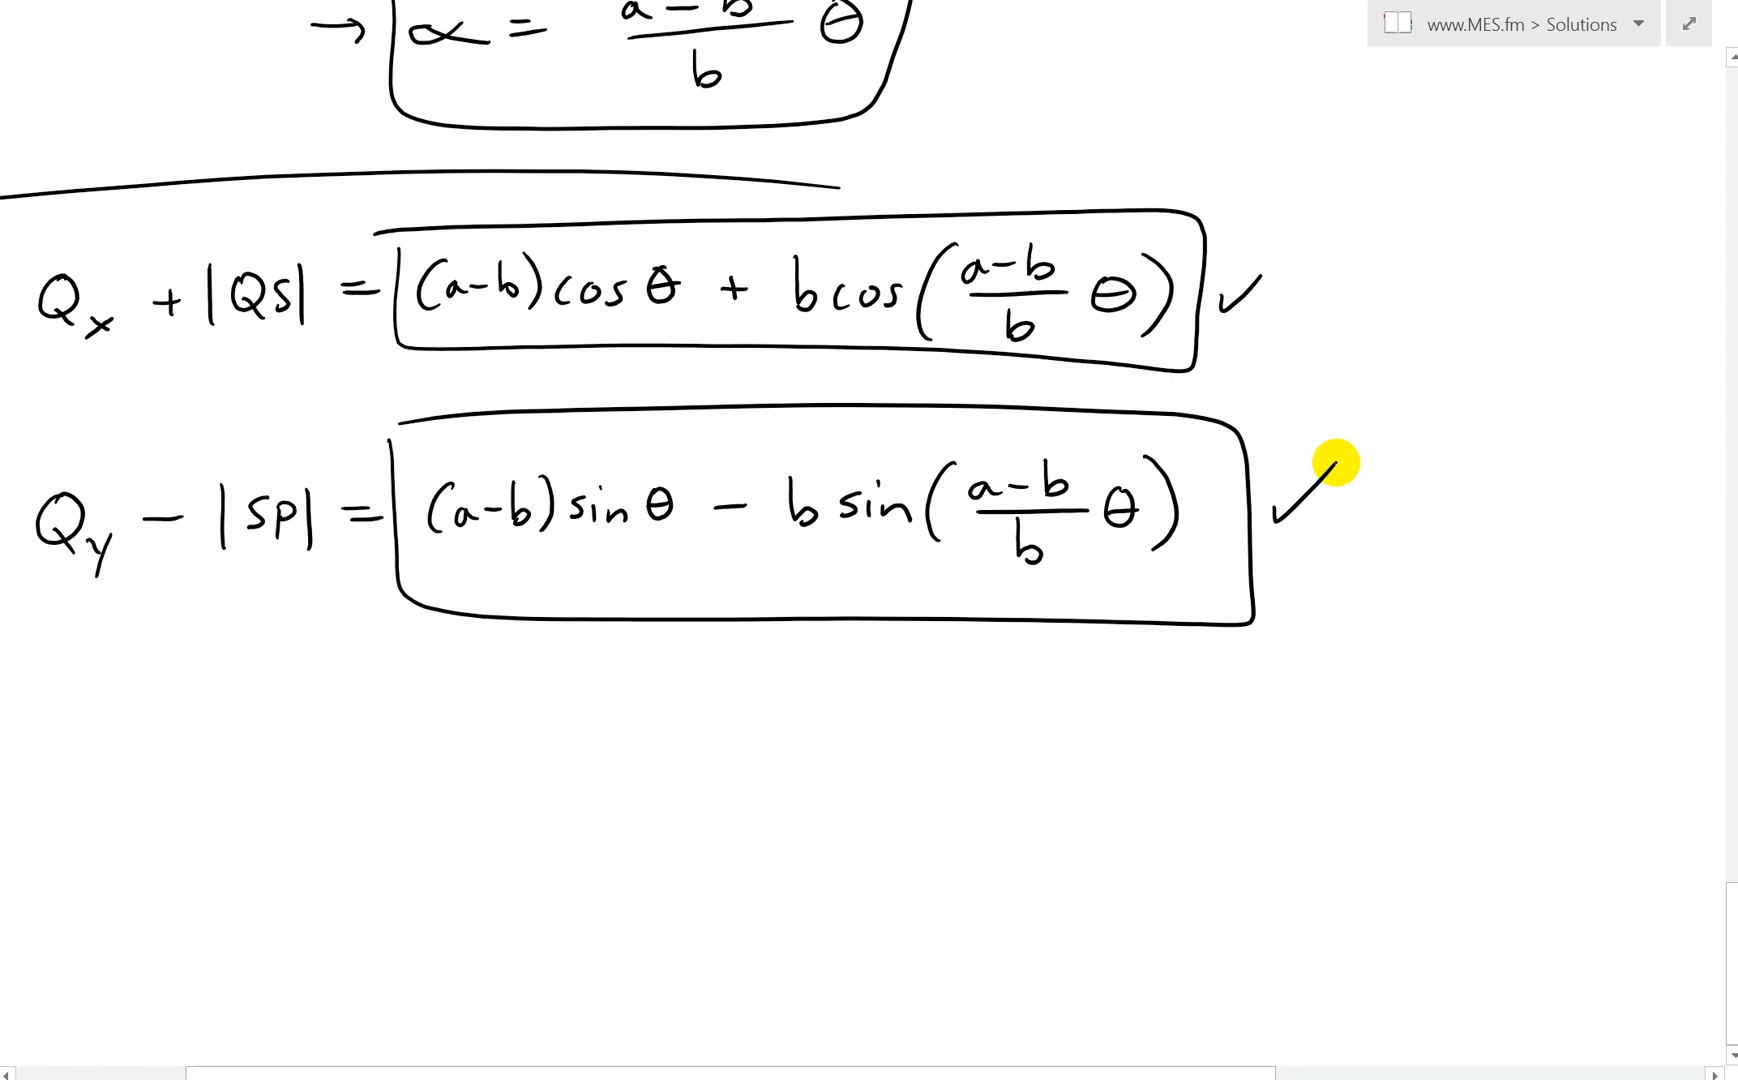 www.MES.fm > Solutions
→ α = a-b/b θ
Qx + |QS| = (a-b)cos θ + b cos(a-b/b θ) ✓
Qy - |SP| = (a-b) sin θ - b sin(a-b/b θ) ✓